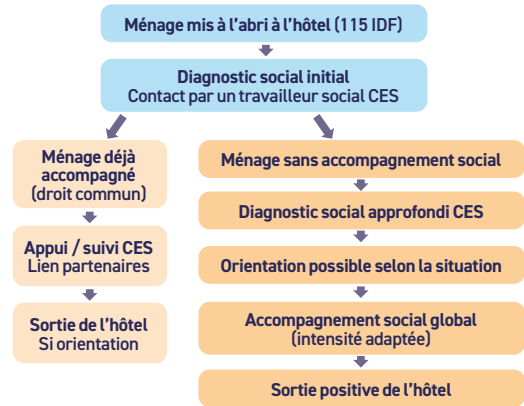 Ménage mis à l'abri à l'hôtel (115 IDF)
Diagnostic social initial
Contact par un travailleur social CES
Ménage déjà
accompagné
(droit commun)
Appui / suivi CES
Lien partenaires
Sortie de l'hôtel
Si orientation
Ménage sans accompagnement social
Diagnostic social approfondi CES
Orientation possible selon la situation
Accompagnement social global
(intensité adaptée)
Sortie positive de l'hôtel